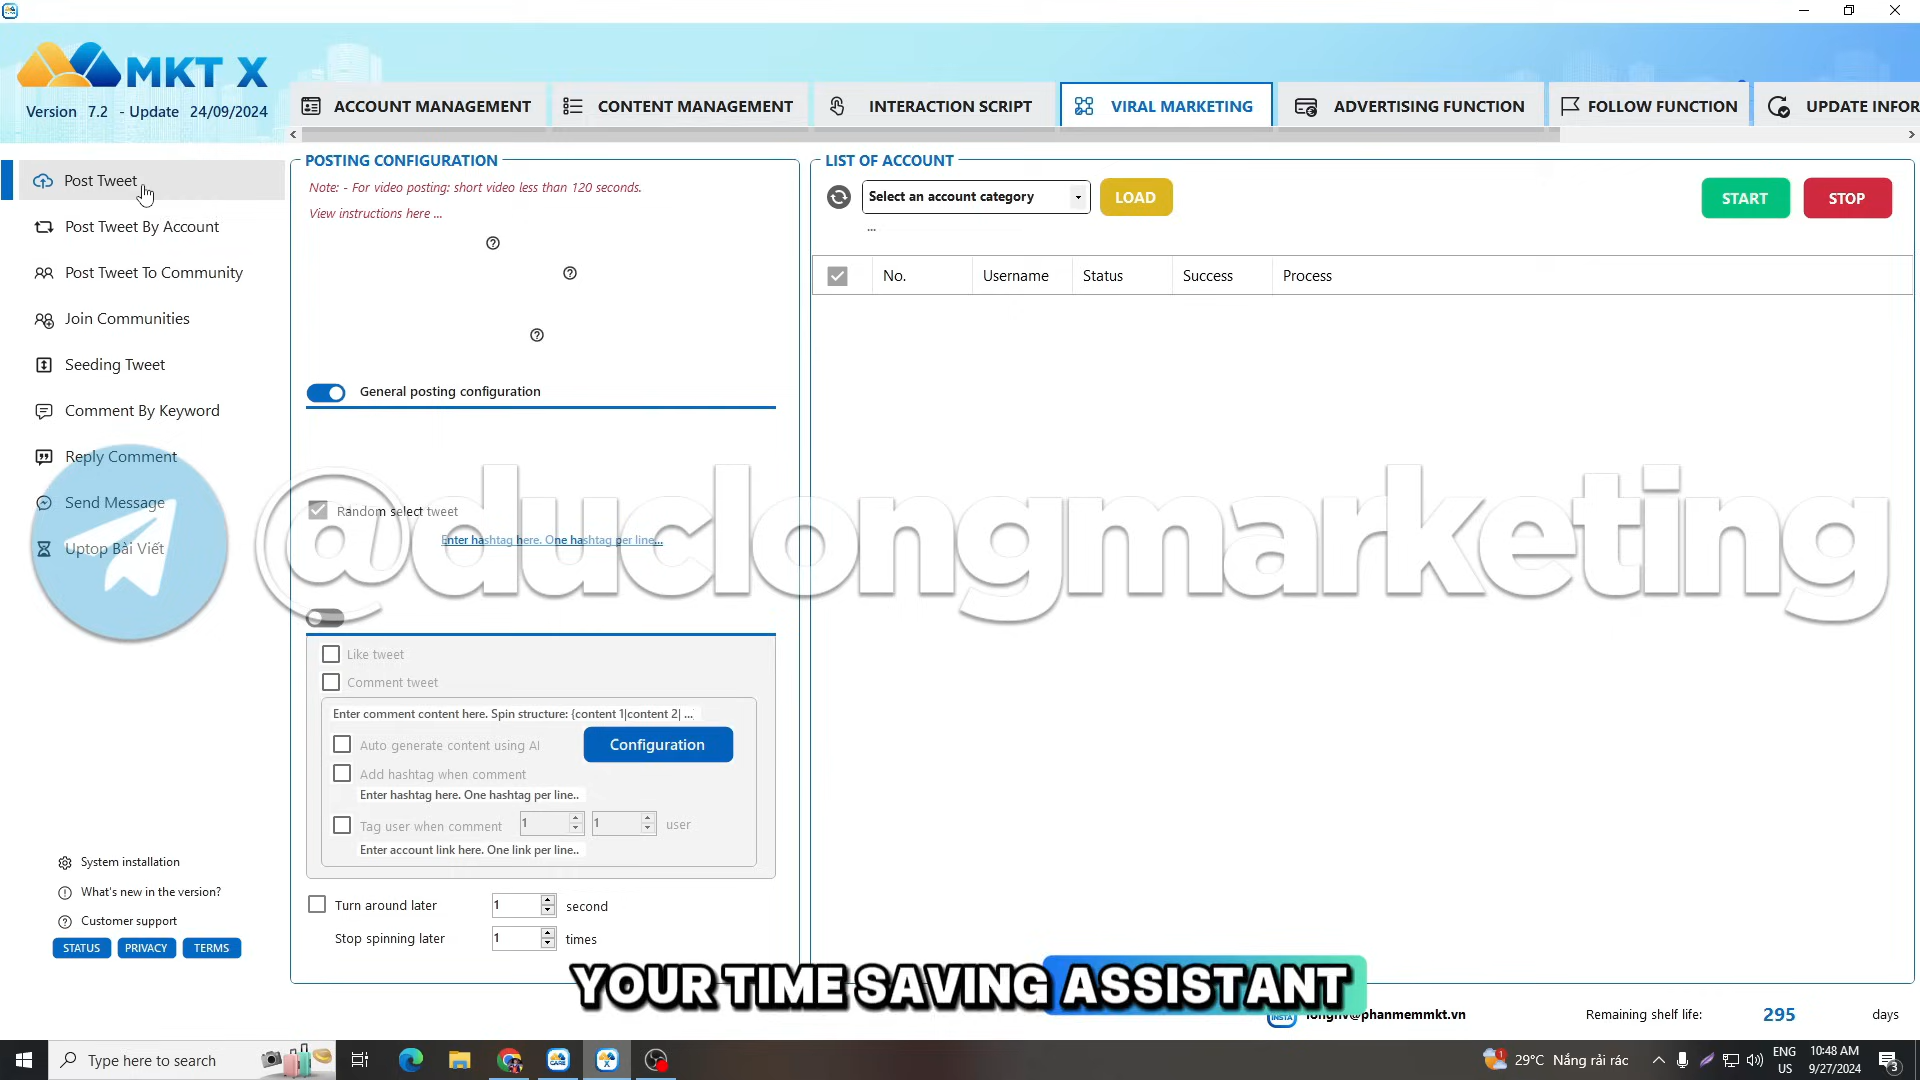 MKT X
Version 7.2 - Update 24/09/2024
ACCOUNT MANAGEMENT
CONTENT MANAGEMENT
INTERACTION SCRIPT
VIRAL MARKETING
ADVERTISING FUNCTION
FOLLOW FUNCTION
UPDATE INFOR
Post Tweet
Post Tweet By Account
Post Tweet To Community
Join Communities
Seeding Tweet
Comment By Keyword
Reply Comment
Send Message
Uptop Bài Viết
System installation
What's new in the version?
Customer support
STATUS
PRIVACY
TERMS
POSTING CONFIGURATION
Note: - For video posting: short video less than 120 seconds.
View instructions here ...
General posting configuration
Random select tweet
Enter hashtag here. One hashtag per line...
Like tweet
Comment tweet
Enter comment content here. Spin structure: {content 1|content 2| ...
Auto generate content using AI
Configuration
Add hashtag when comment
Enter hashtag here. One hashtag per line..
Tag user when comment 1 1 user
Enter account link here. One link per line..
Turn around later 1 second
Stop spinning later 1 times
LIST OF ACCOUNT
Select an account category
LOAD
START
STOP
...
No. Username Status Success Process
@duclongmarketing
YOUR TIME SAVING ASSISTANT
longnv@phanmemmkt.vn
Remaining shelf life: 295 days
Type here to search
29°C Nắng rải rác
ENG
US
10:48 AM
9/27/2024
3